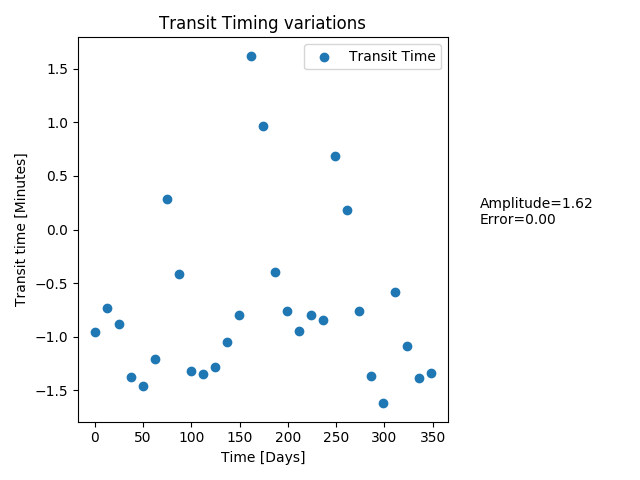 Transit Timing variations
Transit Time
1.5
1.0
0.5
0.0
−0.5
−1.0
−1.5
Transit time [Minutes]
0
50
100
150
200
250
300
350
Time [Days]
Amplitude=1.62
Error=0.00